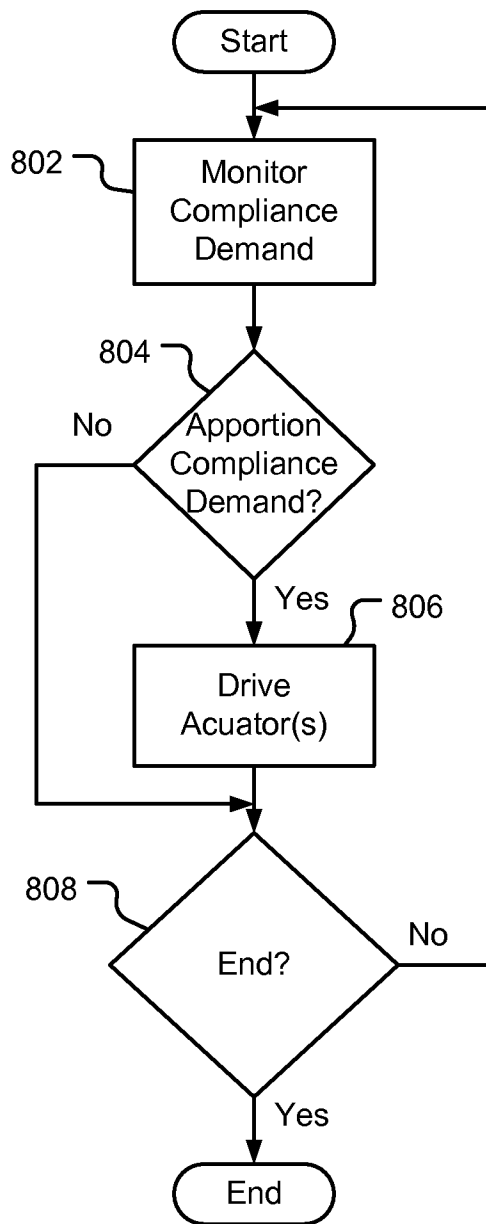 Start
802
Monitor
Compliance
Demand
804
No
Apportion
Compliance
Demand?
Yes
806
Drive
Acuator(s)
808
End?
No
Yes
End